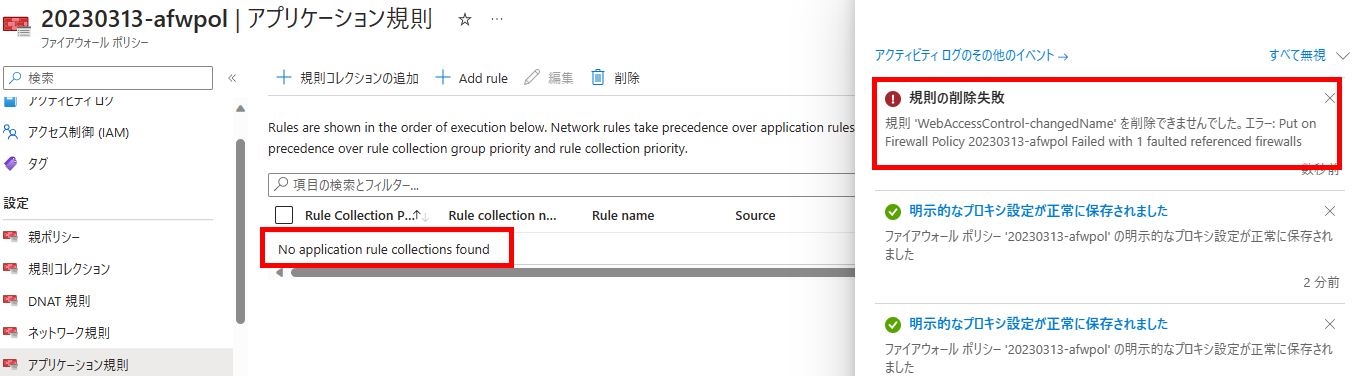 20230313-afwpol | アプリケーション規則 ☆ ···
ファイアウォール ポリシー
検索 «
アクティビティ ログ
アクセス制御 (IAM)
タグ
設定
親ポリシー
規則コレクション
DNAT 規則
ネットワーク規則
アプリケーション規則
+ 規則コレクションの追加 + Add rule 編集 削除
Rules are shown in the order of execution below. Network rules take precedence over application rules
precedence over rule collection group priority and rule collection priority.
項目の検索とフィルター...
Rule Collection P...↑↓ Rule collection n... Rule name Source
No application rule collections found
アクティビティ ログのその他のイベント → すべて無視
規則の削除失敗
規則 'WebAccessControl-changedName' を削除できませんでした。エラー: Put on
Firewall Policy 20230313-afwpol Failed with 1 faulted referenced firewalls
数秒前
明示的なプロキシ設定が正常に保存されました
ファイアウォール ポリシー '20230313-afwpol' の明示的なプロキシ設定が正常に保存されま
した
2 分前
明示的なプロキシ設定が正常に保存されました
ファイアウォール ポリシー '20230313-afwpol' の明示的なプロキシ設定が正常に保存されま
した